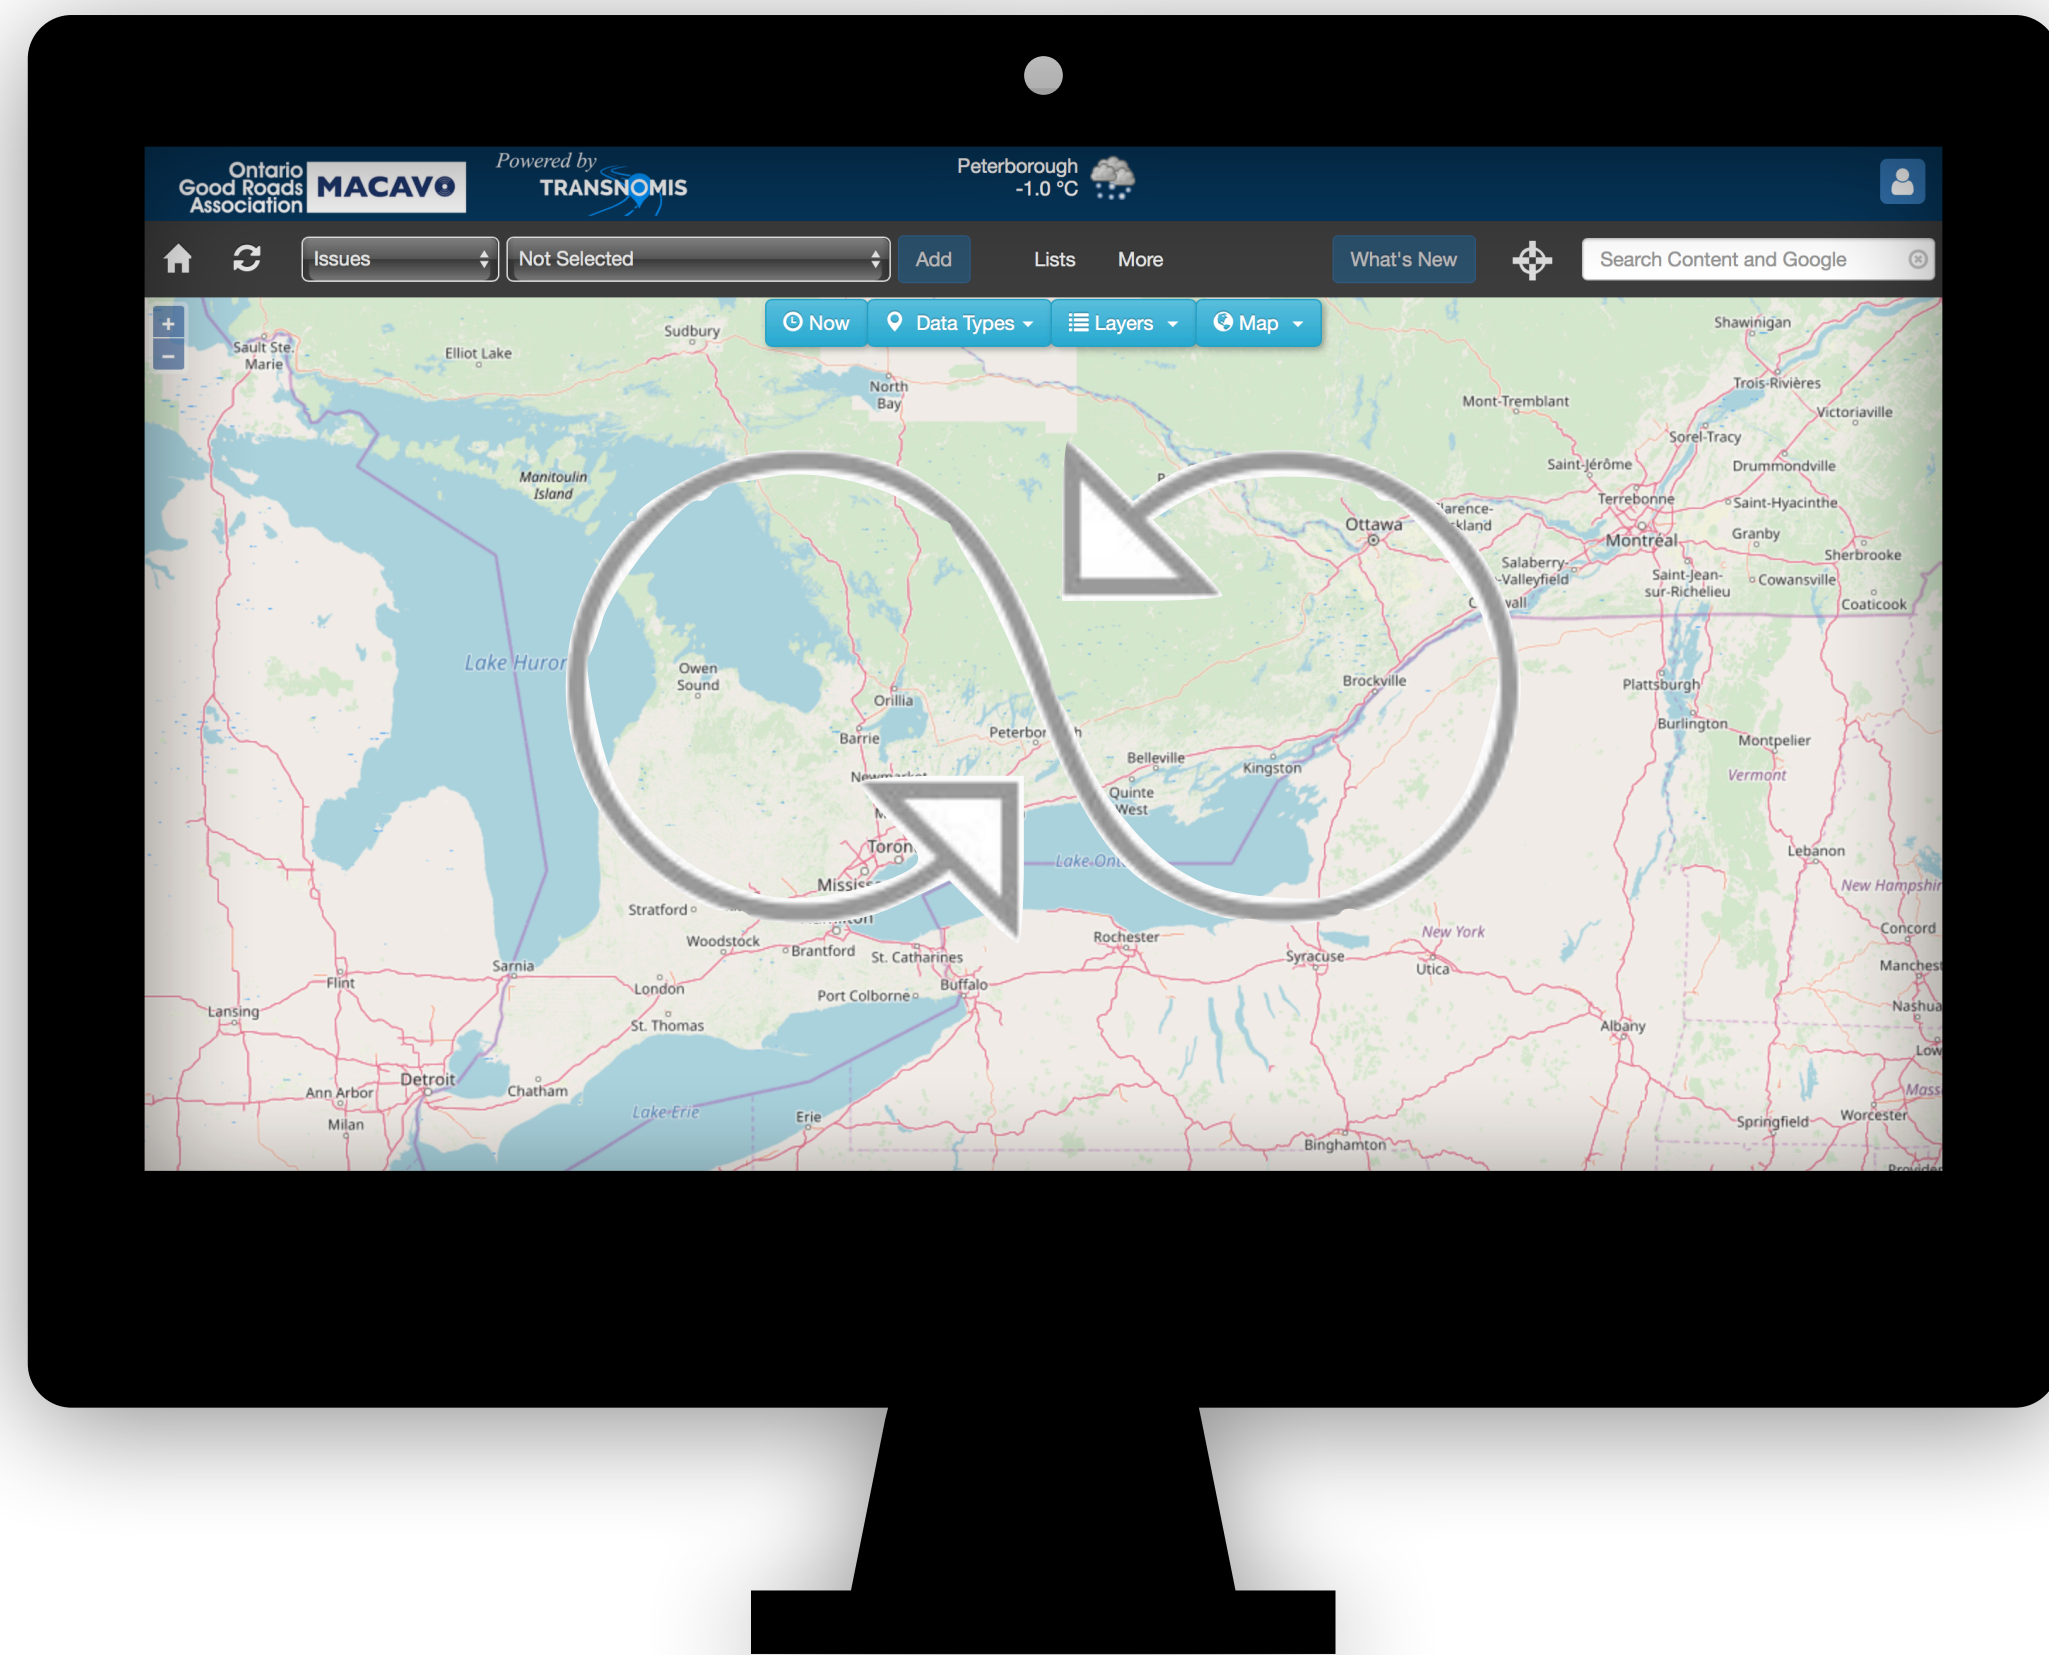 Ontario
Good Roads
Association
MACAVO
Powered by
TRANSNOMIS
Peterborough
-1.0 °C
Issues
Not Selected
Add
Lists
More
What's New
Search Content and Google
+
−
Now
Data Types
Layers
Map
Sault Ste.
Marie
Elliot Lake
Sudbury
North
Bay
Shawinigan
Trois-Rivières
Mont-Tremblant
Victoriaville
Sorel-Tracy
Saint-Jérôme
Drummondville
Manitoulin
Island
Terrebonne
Saint-Hyacinthe
Ottawa
Montréal
Granby
Sherbrooke
Salaberry-
-Valleyfield
Saint-Jean-
sur-Richelieu
Cowansville
Coaticook
Lake Huron
Owen
Sound
Orillia
Brockville
Plattsburgh
Barrie
Burlington
Montpelier
Belleville
Kingston
Vermont
Newmarket
Quinte
West
Lebanon
New Hampshir
Stratford
Woodstock
Brantford
St. Catharines
Rochester
New York
Concord
Syracuse
Utica
Manchest
Sarnia
Flint
London
Port Colborne
Buffalo
Nashua
Lansing
St. Thomas
Albany
Low
Detroit
Ann Arbor
Chatham
Mass
Lake Erie
Erie
Milan
Springfield
Worcester
Binghamton